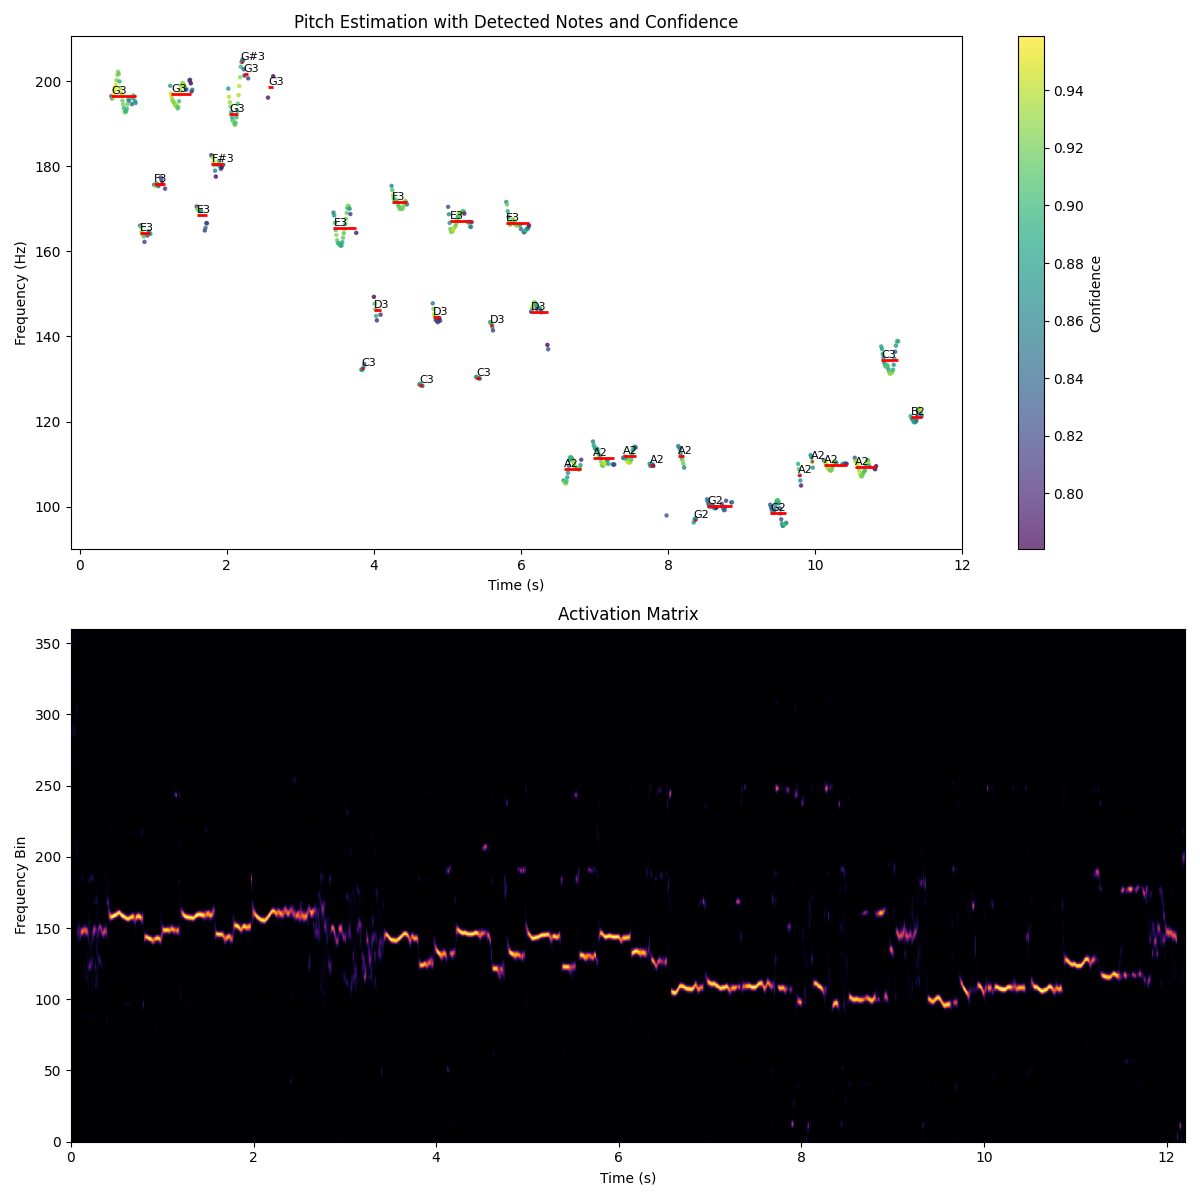 Pitch Estimation with Detected Notes and Confidence
Frequency (Hz)
200
180
160
140
120
100
G3
E3
F3
G3
E3
F#3
G3
G#3
G3
G3
E3
C3
D3
E3
C3
D3
E3
C3
D3
E3
D3
A2
A2
A2
A2
A2
G2
G2
G2
A2
A2
A2
A2
C3
B2
0
2
4
6
8
10
12
Time (s)
0.94
0.92
0.90
0.88
0.86
0.84
0.82
0.80
Confidence
Activation Matrix
Frequency Bin
350
300
250
200
150
100
50
0
0
2
4
6
8
10
12
Time (s)